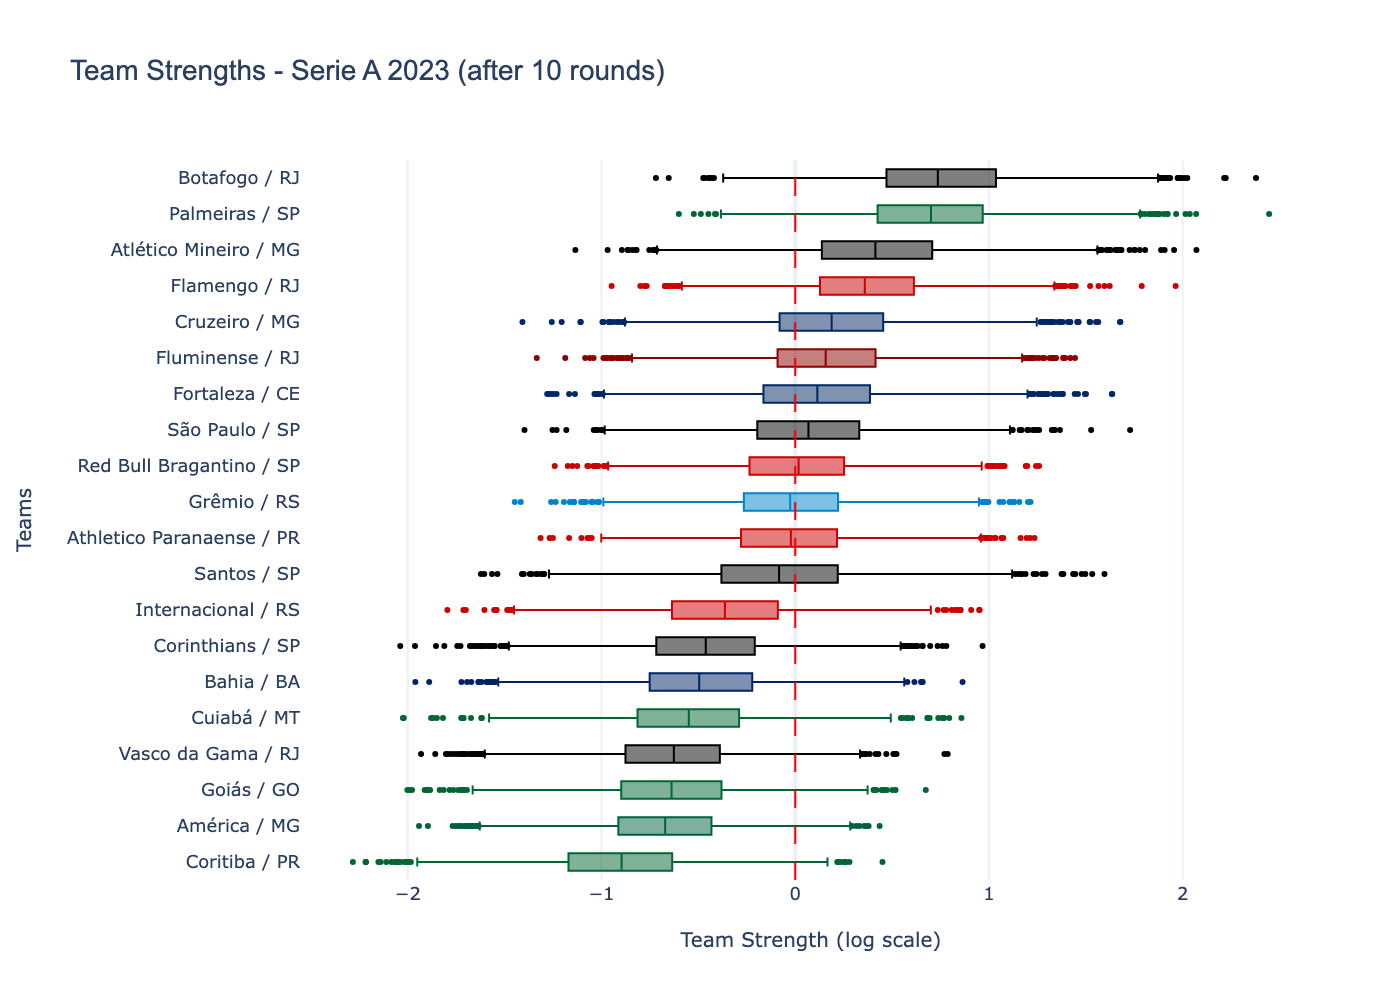 Team Strengths - Serie A 2023 (after 10 rounds)
Botafogo / RJ
Palmeiras / SP
Atlético Mineiro / MG
Flamengo / RJ
Cruzeiro / MG
Fluminense / RJ
Fortaleza / CE
São Paulo / SP
Red Bull Bragantino / SP
Grêmio / RS
Athletico Paranaense / PR
Santos / SP
Internacional / RS
Corinthians / SP
Bahia / BA
Cuiabá / MT
Vasco da Gama / RJ
Goiás / GO
América / MG
Coritiba / PR
Teams
−2 −1 0 1 2
Team Strength (log scale)